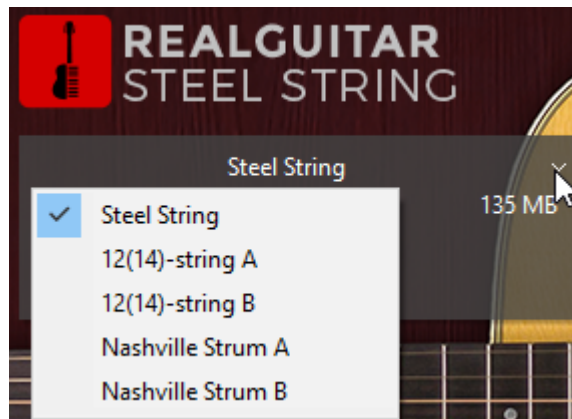 REALGUITAR
STEEL STRING
Steel String
135 MB
Steel String
12(14)-string A
12(14)-string B
Nashville Strum A
Nashville Strum B